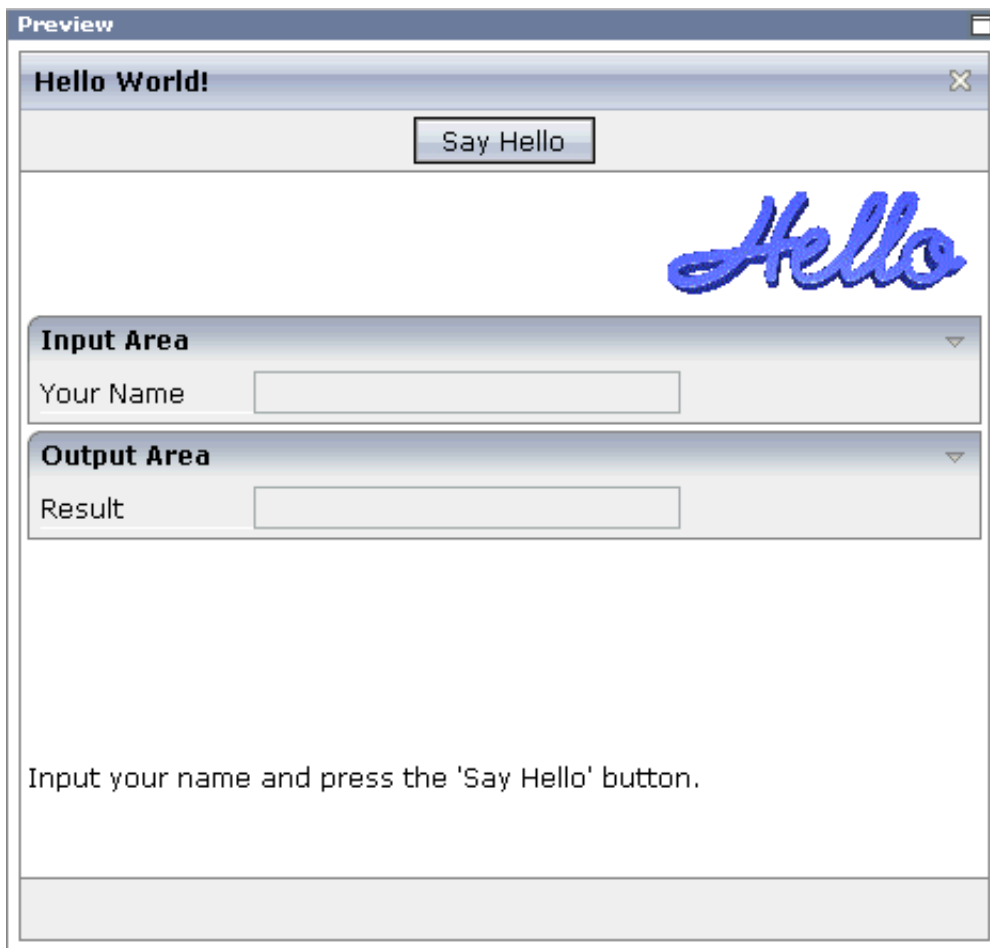 Preview
Hello World!
Say Hello
Hello
Input Area
Your Name
Output Area
Result
Input your name and press the 'Say Hello' button.